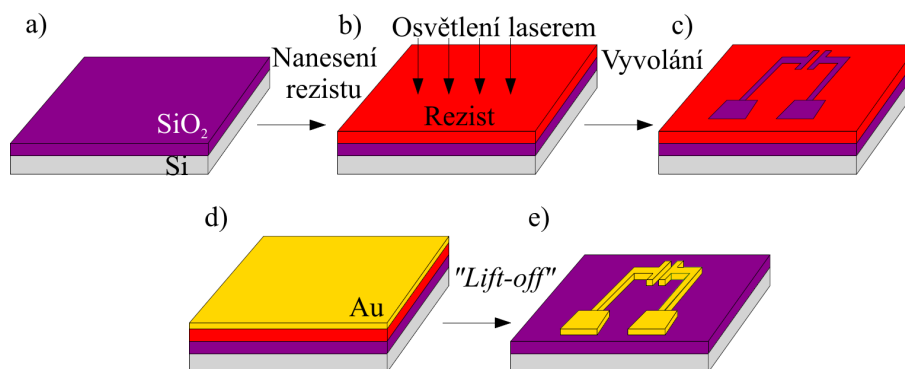 a)
b)
c)
Nanesení
rezistu
Osvětlení laserem
Vyvolání
Rezist
SiO₂
Si
d)
e)
"Lift-off"
Au